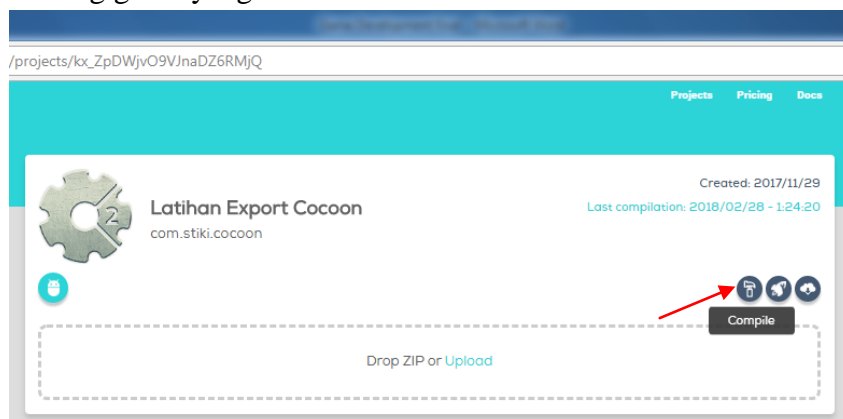 /projects/kx_ZpDWjvO9VJnaDZ6RMjQ
Projects Pricing Docs
Created: 2017/11/29
Latihan Export Cocoon
Last compilation: 2018/02/28 - 1:24:20
com.stiki.cocoon
2
Compile
Drop ZIP or Upload